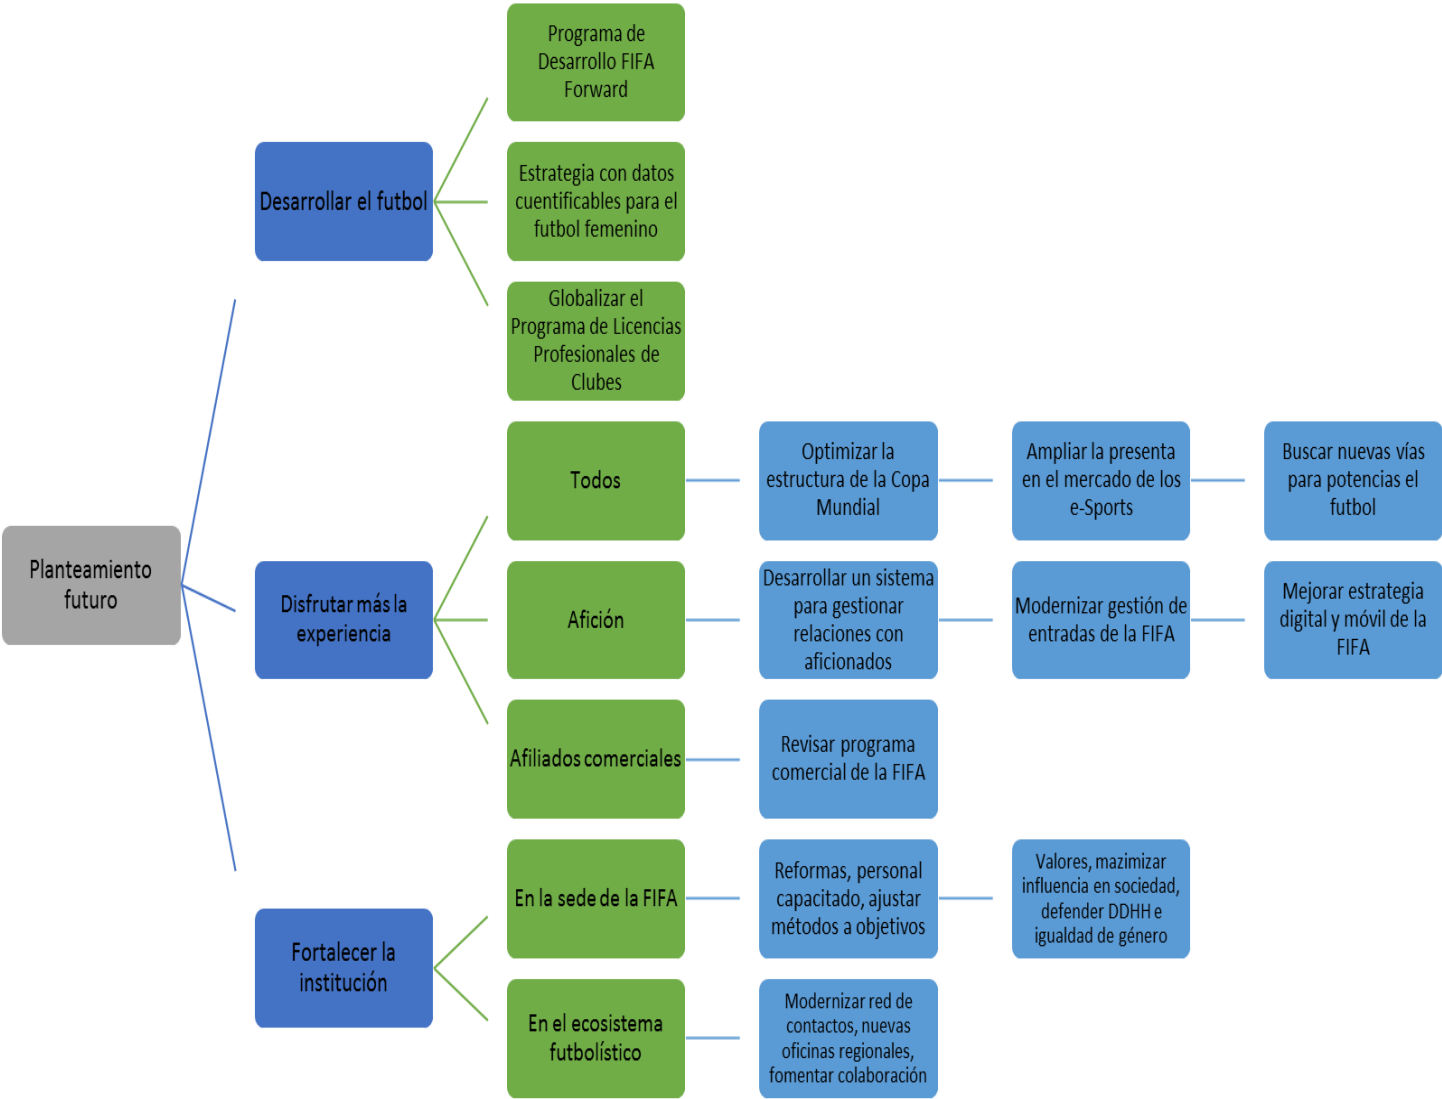 Planteamiento
futuro
Desarrollar el futbol
Programa de
Desarrollo FIFA
Forward
Estrategia con datos
cuentificables para el
futbol femenino
Globalizar el
Programa de Licencias
Profesionales de
Clubes
Disfrutar más la
experiencia
Todos
Optimizar la
estructura de la Copa
Mundial
Ampliar la presenta
en el mercado de los
e-Sports
Buscar nuevas vías
para potencias el
futbol
Afición
Desarrollar un sistema
para gestionar
relaciones con
aficionados
Modernizar gestión de
entradas de la FIFA
Mejorar estrategia
digital y móvil de la
FIFA
Afiliados comerciales
Revisar programa
comercial de la FIFA
Fortalecer la
institución
En la sede de la FIFA
Reformas, personal
capacitado, ajustar
métodos a objetivos
Valores, mazimizar
influencia en sociedad,
defender DDHH e
igualdad de género
En el ecosistema
futbolístico
Modernizar red de
contactos, nuevas
oficinas regionales,
fomentar colaboración